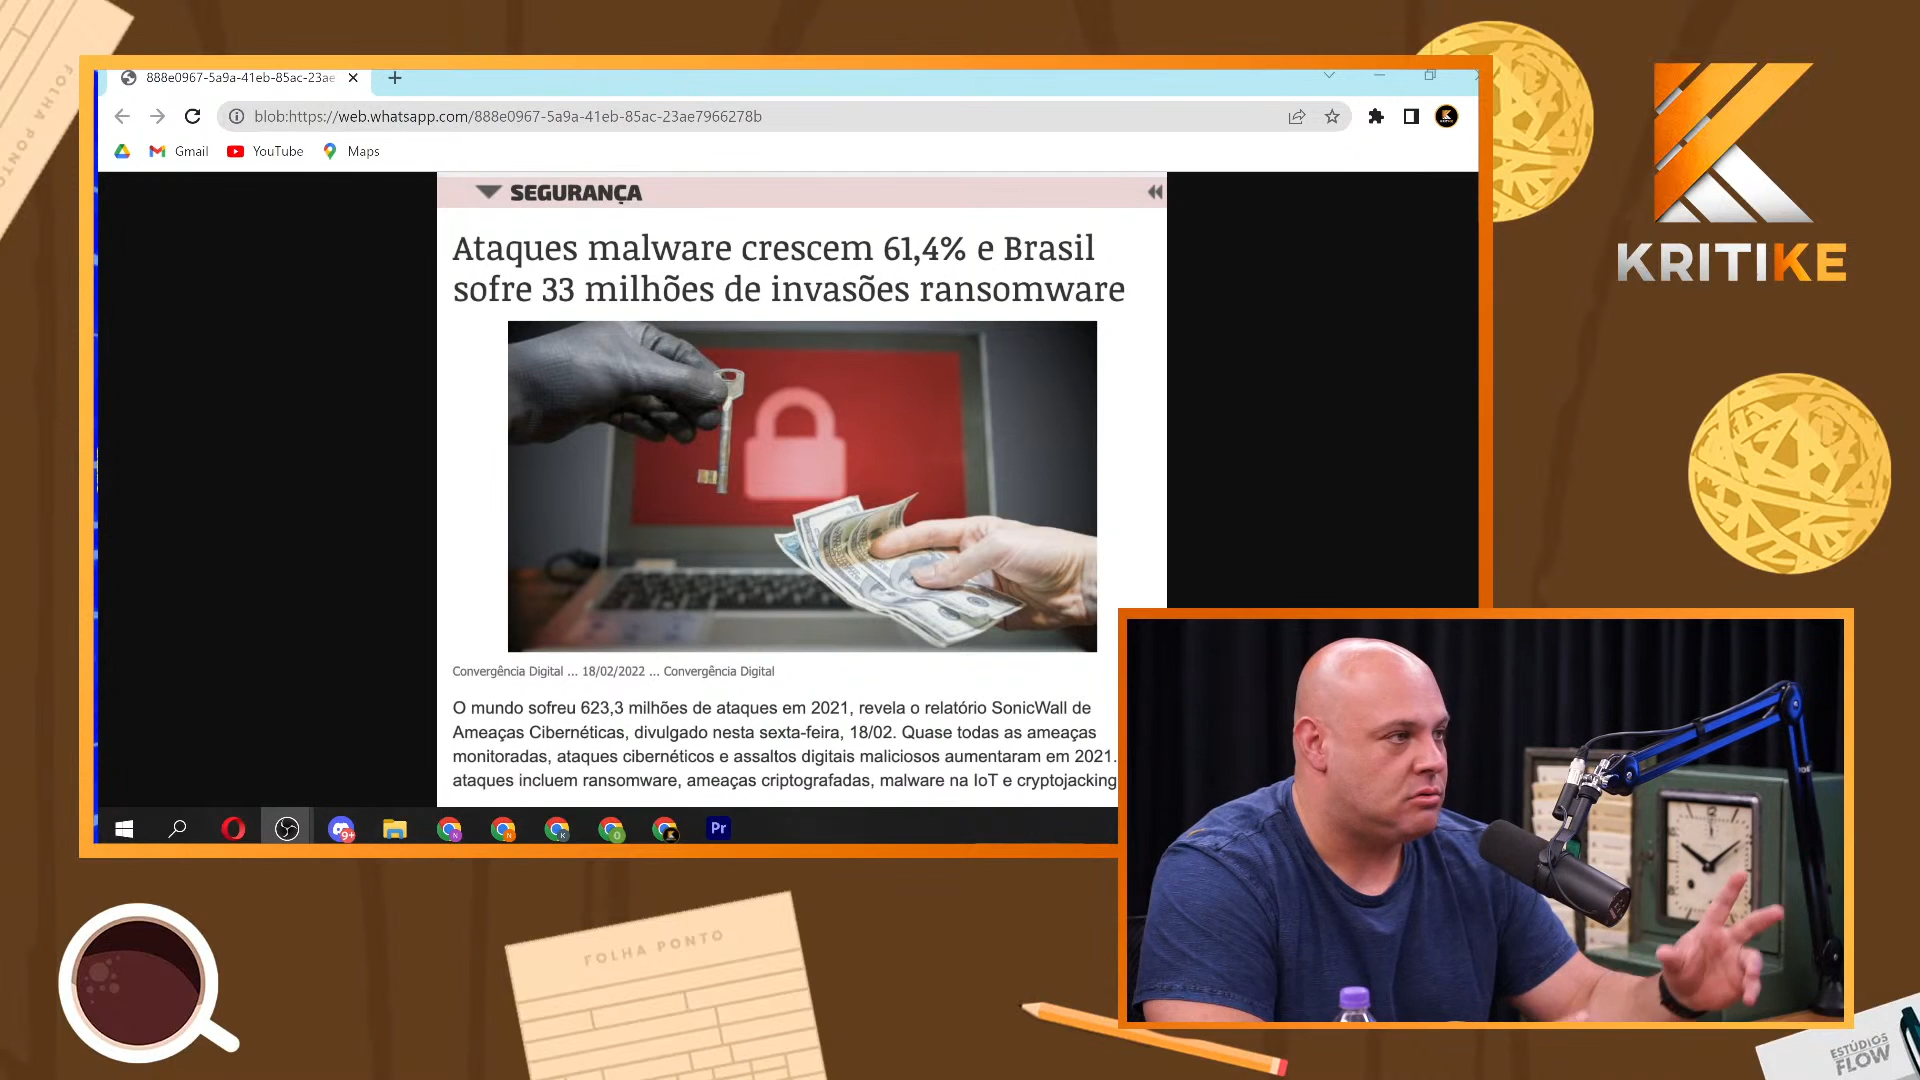 888e0967-5a9a-41eb-85ac-23ae
blob:https://web.whatsapp.com/888e0967-5a9a-41eb-85ac-23ae7966278b
Gmail
YouTube
Maps
SEGURANÇA
Ataques malware crescem 61,4% e Brasil
sofre 33 milhões de invasões ransomware
Convergência Digital ... 18/02/2022 ... Convergência Digital
O mundo sofreu 623,3 milhões de ataques em 2021, revela o relatório SonicWall de
Ameaças Cibernéticas, divulgado nesta sexta-feira, 18/02. Quase todas as ameaças
monitoradas, ataques cibernéticos e assaltos digitais maliciosos aumentaram em 2021.
ataques incluem ransomware, ameaças criptografadas, malware na IoT e cryptojacking
9+
N
N
K
O
Pr
KRITIKE
FOLHA PONTO
FOLHA PONTO
ESTÚDIOS
FLOW